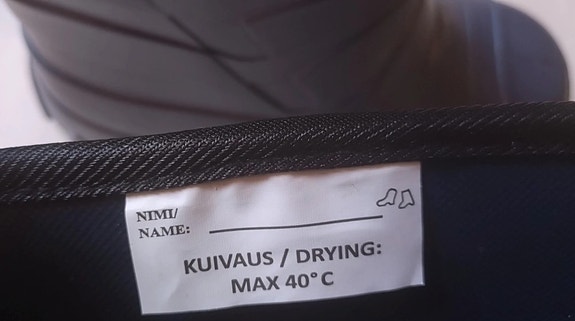 NIMI/
NAME:
KUIVAUS / DRYING:
MAX 40°C